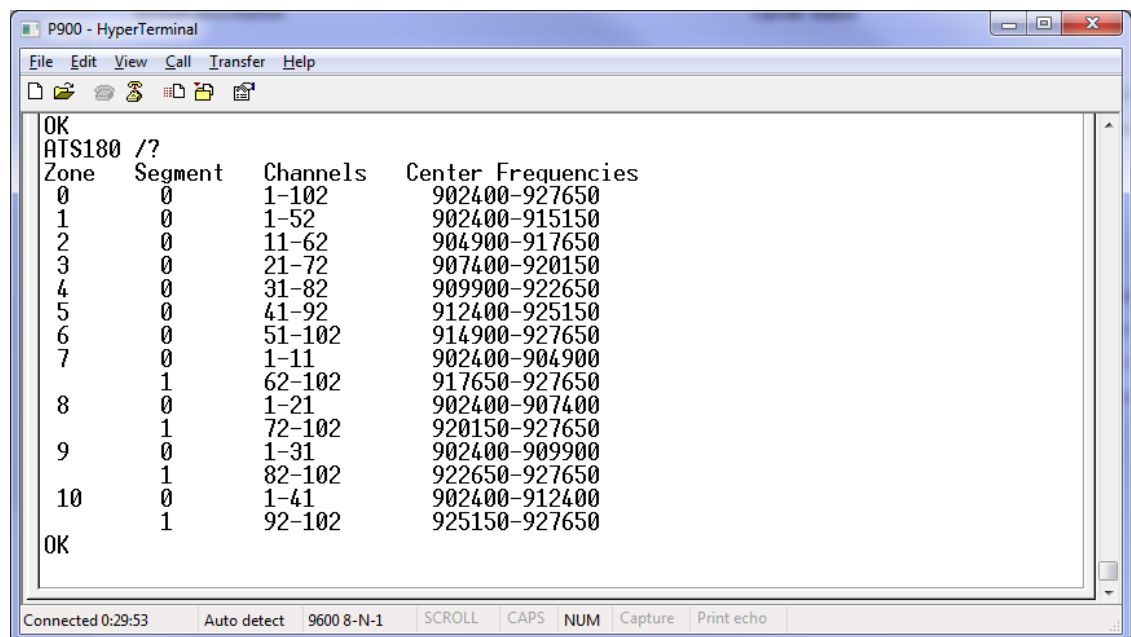 P900 - HyperTerminal
File Edit View Call Transfer Help
OK
ATS180 /?
Zone Segment Channels Center Frequencies
0 0 1-102 902400-927650
1 0 1-52 902400-915150
2 0 11-62 904900-917650
3 0 21-72 907400-920150
4 0 31-82 909900-922650
5 0 41-92 912400-925150
6 0 51-102 914900-927650
7 0 1-11 902400-904900
1 62-102 917650-927650
8 0 1-21 902400-907400
1 72-102 920150-927650
9 0 1-31 902400-909900
1 82-102 922650-927650
10 0 1-41 902400-912400
1 92-102 925150-927650
OK
Connected 0:29:53 Auto detect 9600 8-N-1 SCROLL CAPS NUM Capture Print echo